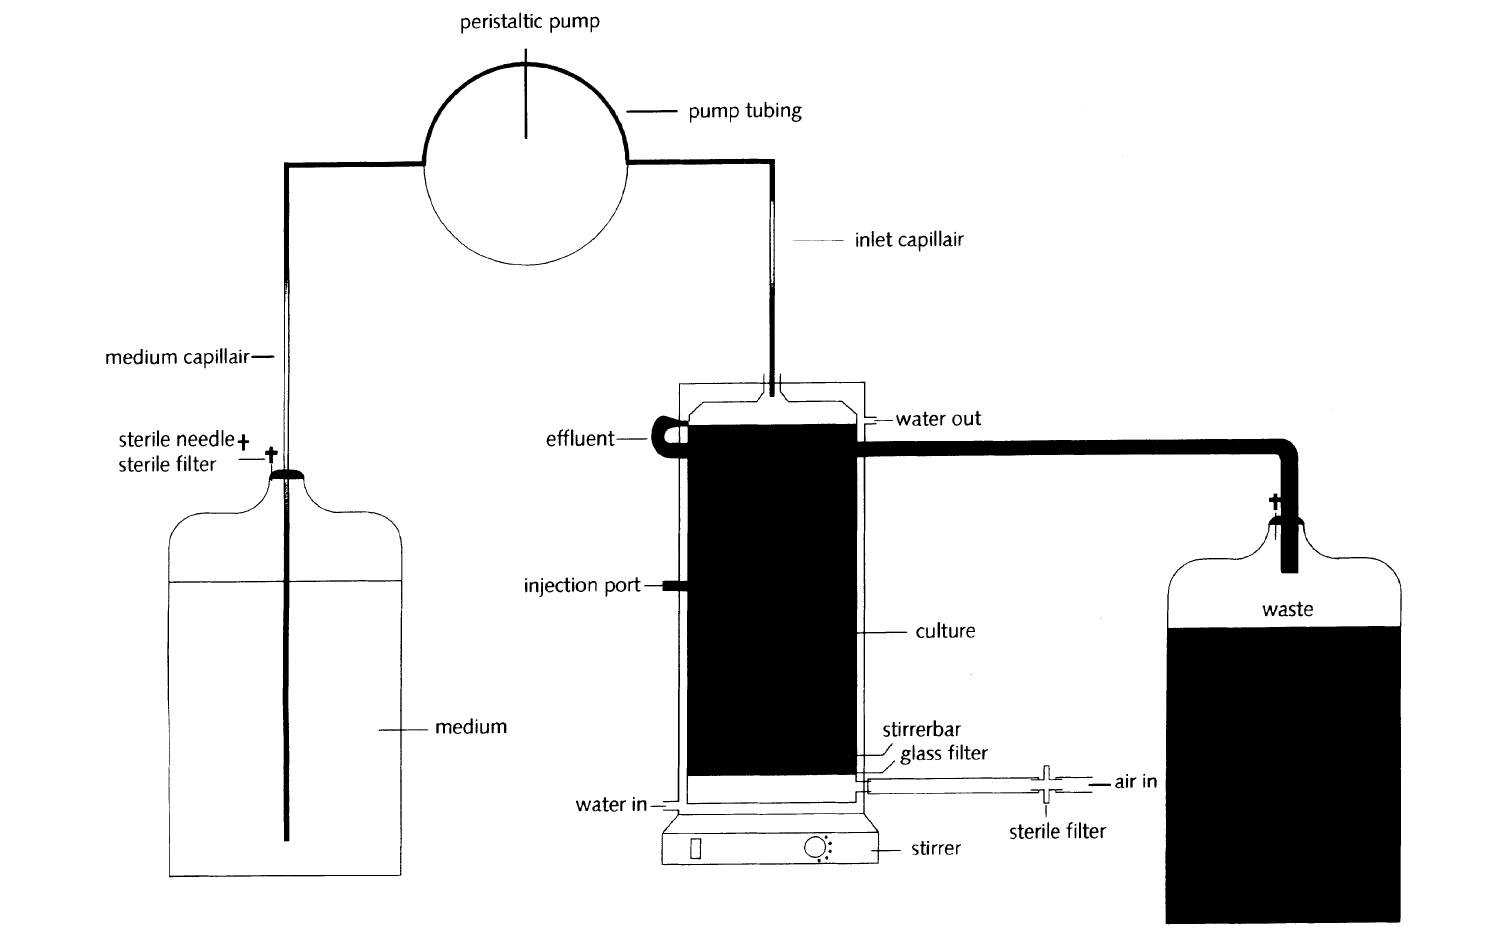 peristaltic pump
pump tubing
inlet capillair
medium capillair
water out
effluent
sterile needle
sterile filter
injection port
waste
culture
medium
stirrerbar
glass filter
air in
water in
sterile filter
stirrer